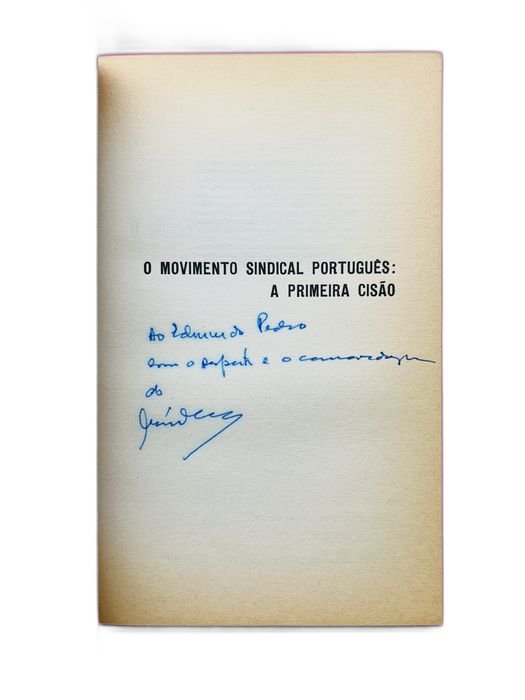 O MOVIMENTO SINDICAL PORTUGUÊS:
A PRIMEIRA CISÃO
Ao Edmundo Pedro
com o respeito e a camaradagem
do